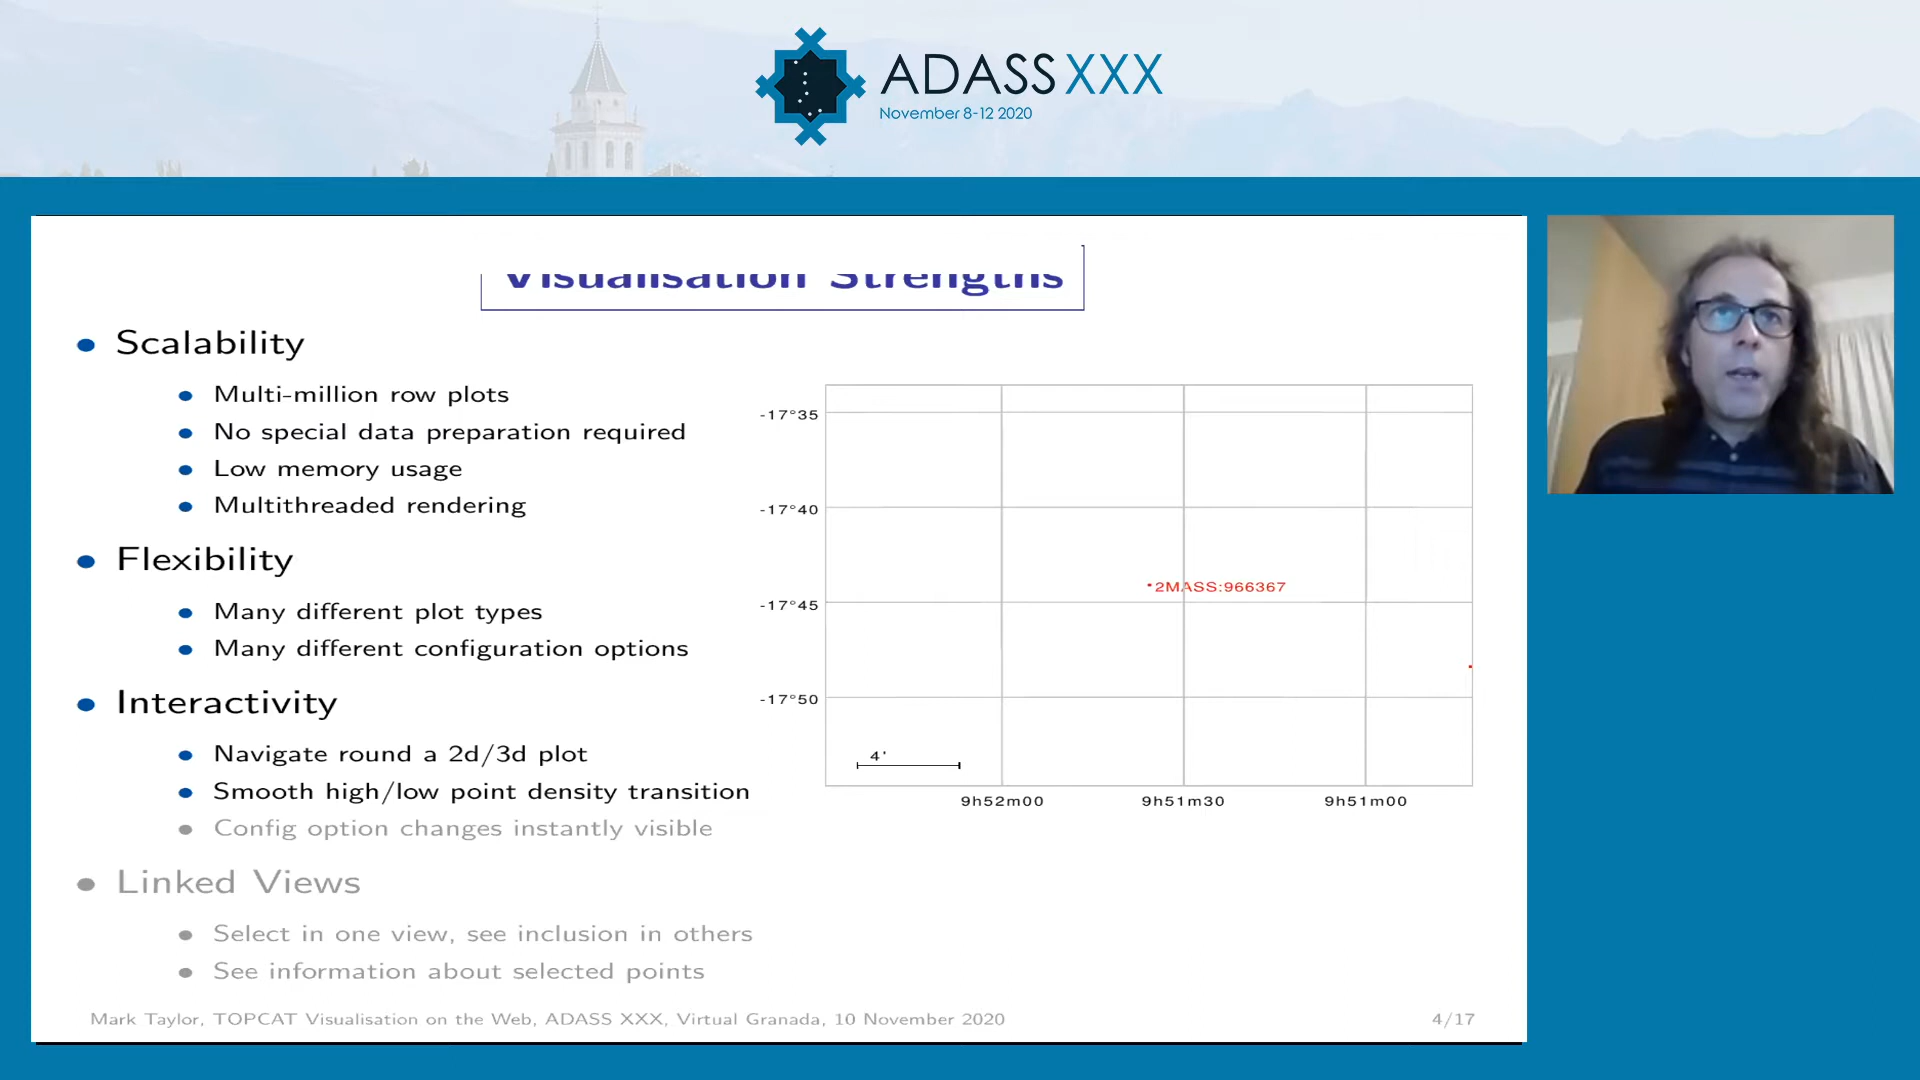 ADASS XXX
November 8-12 2020
Visualisation Strengths
Scalability
Multi-million row plots
No special data preparation required
Low memory usage
Multithreaded rendering
Flexibility
Many different plot types
Many different configuration options
Interactivity
Navigate round a 2d/3d plot
Smooth high/low point density transition
Config option changes instantly visible
Linked Views
Select in one view, see inclusion in others
See information about selected points
-17°35
-17°40
2MASS:966367
-17°45
-17°50
4'
9h52m00 9h51m30 9h51m00
Mark Taylor, TOPCAT Visualisation on the Web, ADASS XXX, Virtual Granada, 10 November 2020 4/17